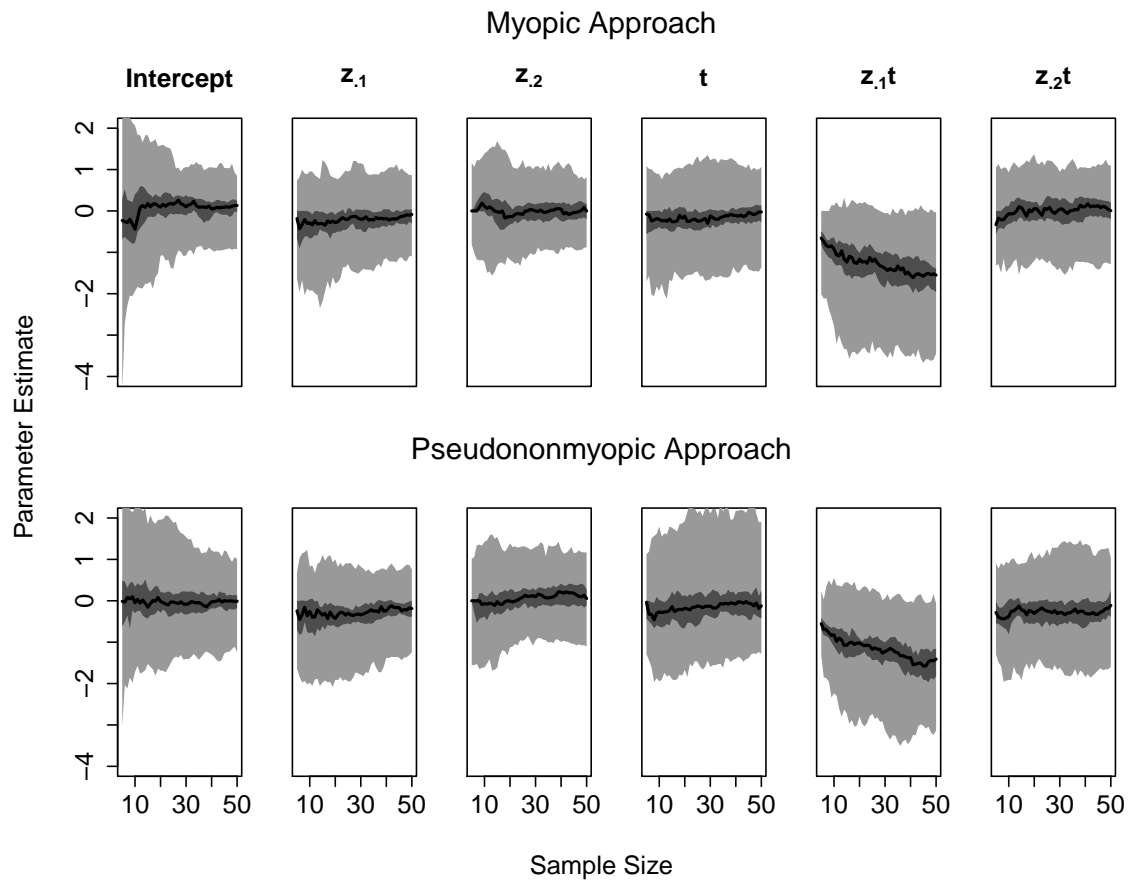 Myopic Approach
Intercept z.1 z.2 t z.1t z.2t
2
1
0
−2
−4
Parameter Estimate
Pseudononmyopic Approach
2
1
0
−2
−4
10 30 50 10 30 50 10 30 50 10 30 50 10 30 50 10 30 50
Sample Size